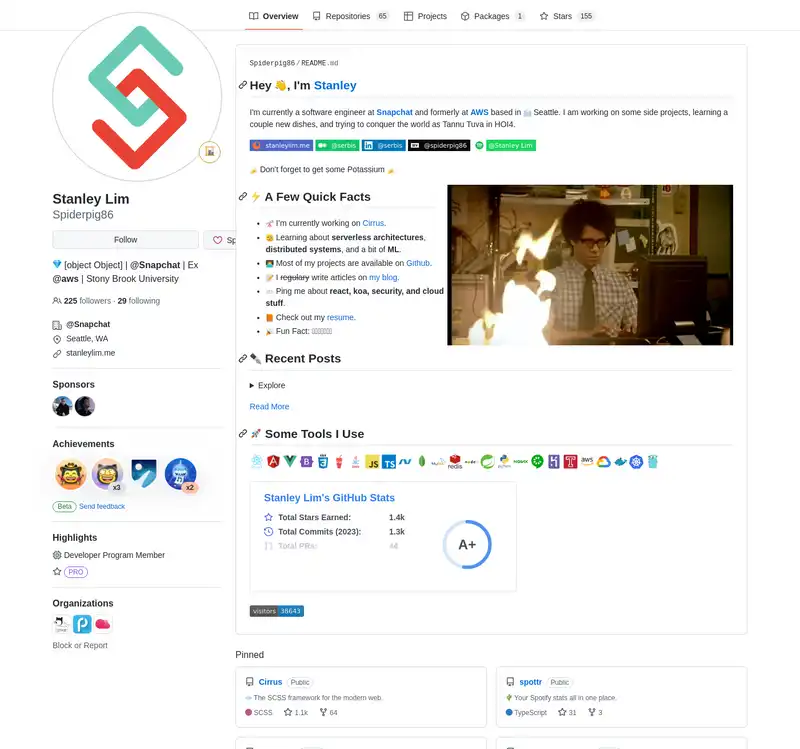 Overview
Repositories 65
Projects
Packages 1
Stars 155
Stanley Lim
Spiderpig86
Follow
Sp
💎 [object Object] | @Snapchat | Ex
@aws | Stony Brook University
225 followers · 29 following
@Snapchat
Seattle, WA
stanleylim.me
Sponsors
Achievements
x3
x2
Beta Send feedback
Highlights
Developer Program Member
PRO
Organizations
Block or Report
Spiderpig86/README.md
Hey 👋, I'm Stanley
I'm currently a software engineer at Snapchat and formerly at AWS based in Seattle. I am working on some side projects, learning a
couple new dishes, and trying to conquer the world as Tannu Tuva in HOI4.
stanleylim.me @serbis @serbis @spiderpig86 @Stanley Lim
🍌 Don't forget to get some Potassium 🍌
⚡ A Few Quick Facts
I'm currently working on Cirrus.
Learning about serverless architectures,
distributed systems, and a bit of ML.
Most of my projects are available on Github.
I regulary write articles on my blog.
Ping me about react, koa, security, and cloud
stuff.
Check out my resume.
Fun Fact:
Recent Posts
Explore
Read More
🚀 Some Tools I Use
JS
TS
redis
aws
Stanley Lim's GitHub Stats
Total Stars Earned: 1.4k
Total Commits (2023): 1.3k
Total PRs:
A+
visitors 38643
Pinned
Cirrus Public
The SCSS framework for the modern web.
SCSS 1.1k 64
spottr Public
Your Spotify stats all in one place.
TypeScript 31 3